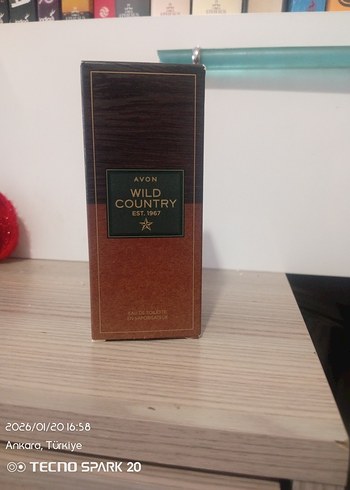 AVON
WILD
COUNTRY
EST. 1967
2026/01/20 16:58
Ankara, Türkiye
TECNO SPARK 20